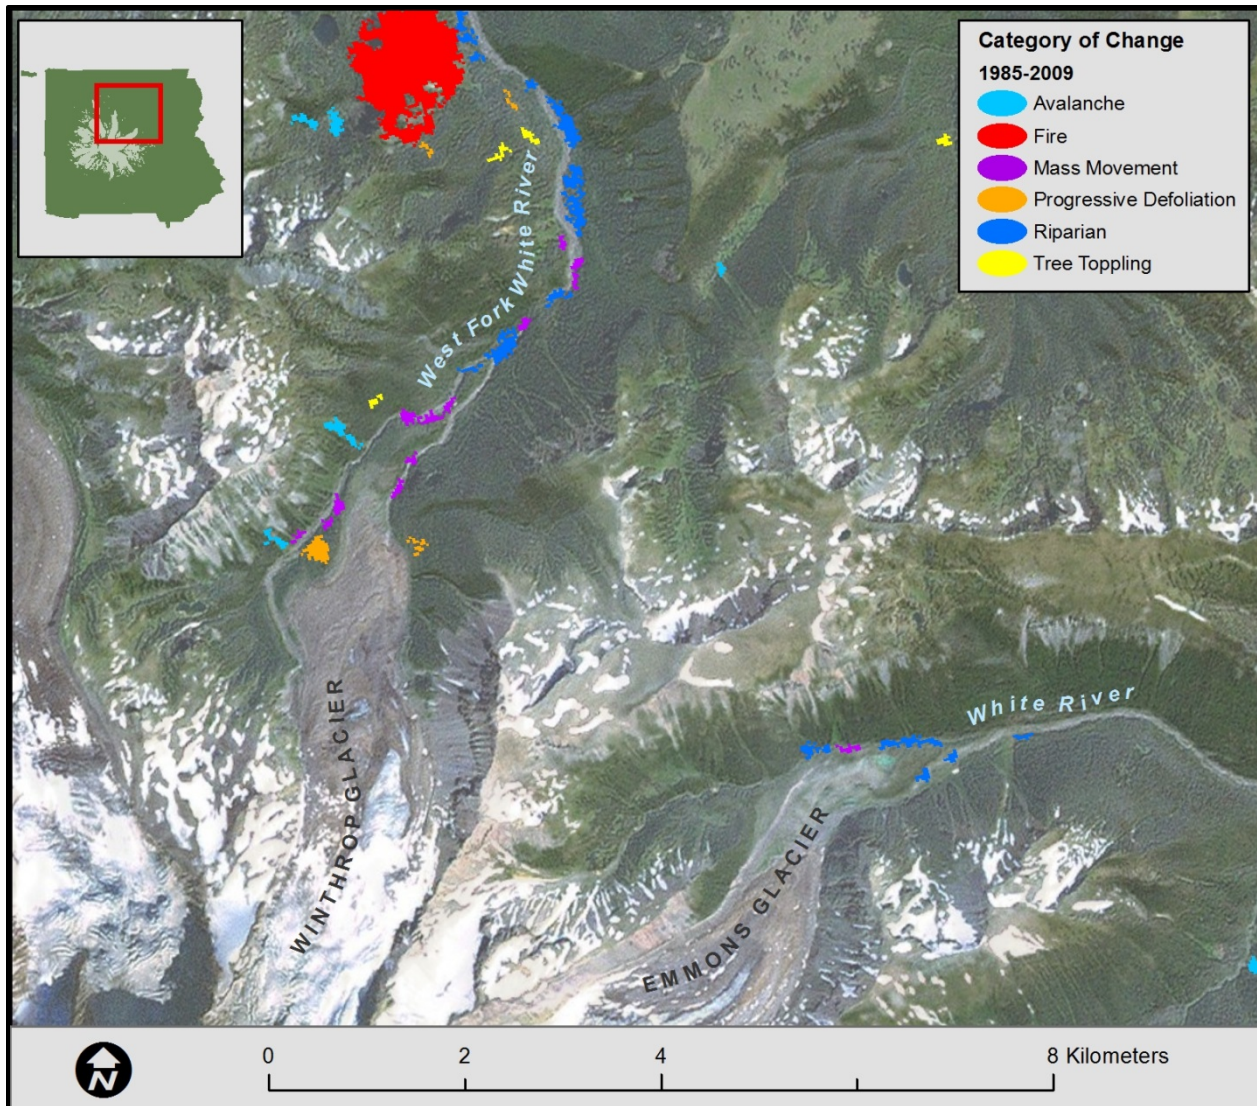 Category of Change
1985-2009
Avalanche
Fire
Mass Movement
Progressive Defoliation
Riparian
Tree Toppling
West Fork White River
White River
WINTHROP GLACIER
EMMONS GLACIER
N
0 2 4 8 Kilometers